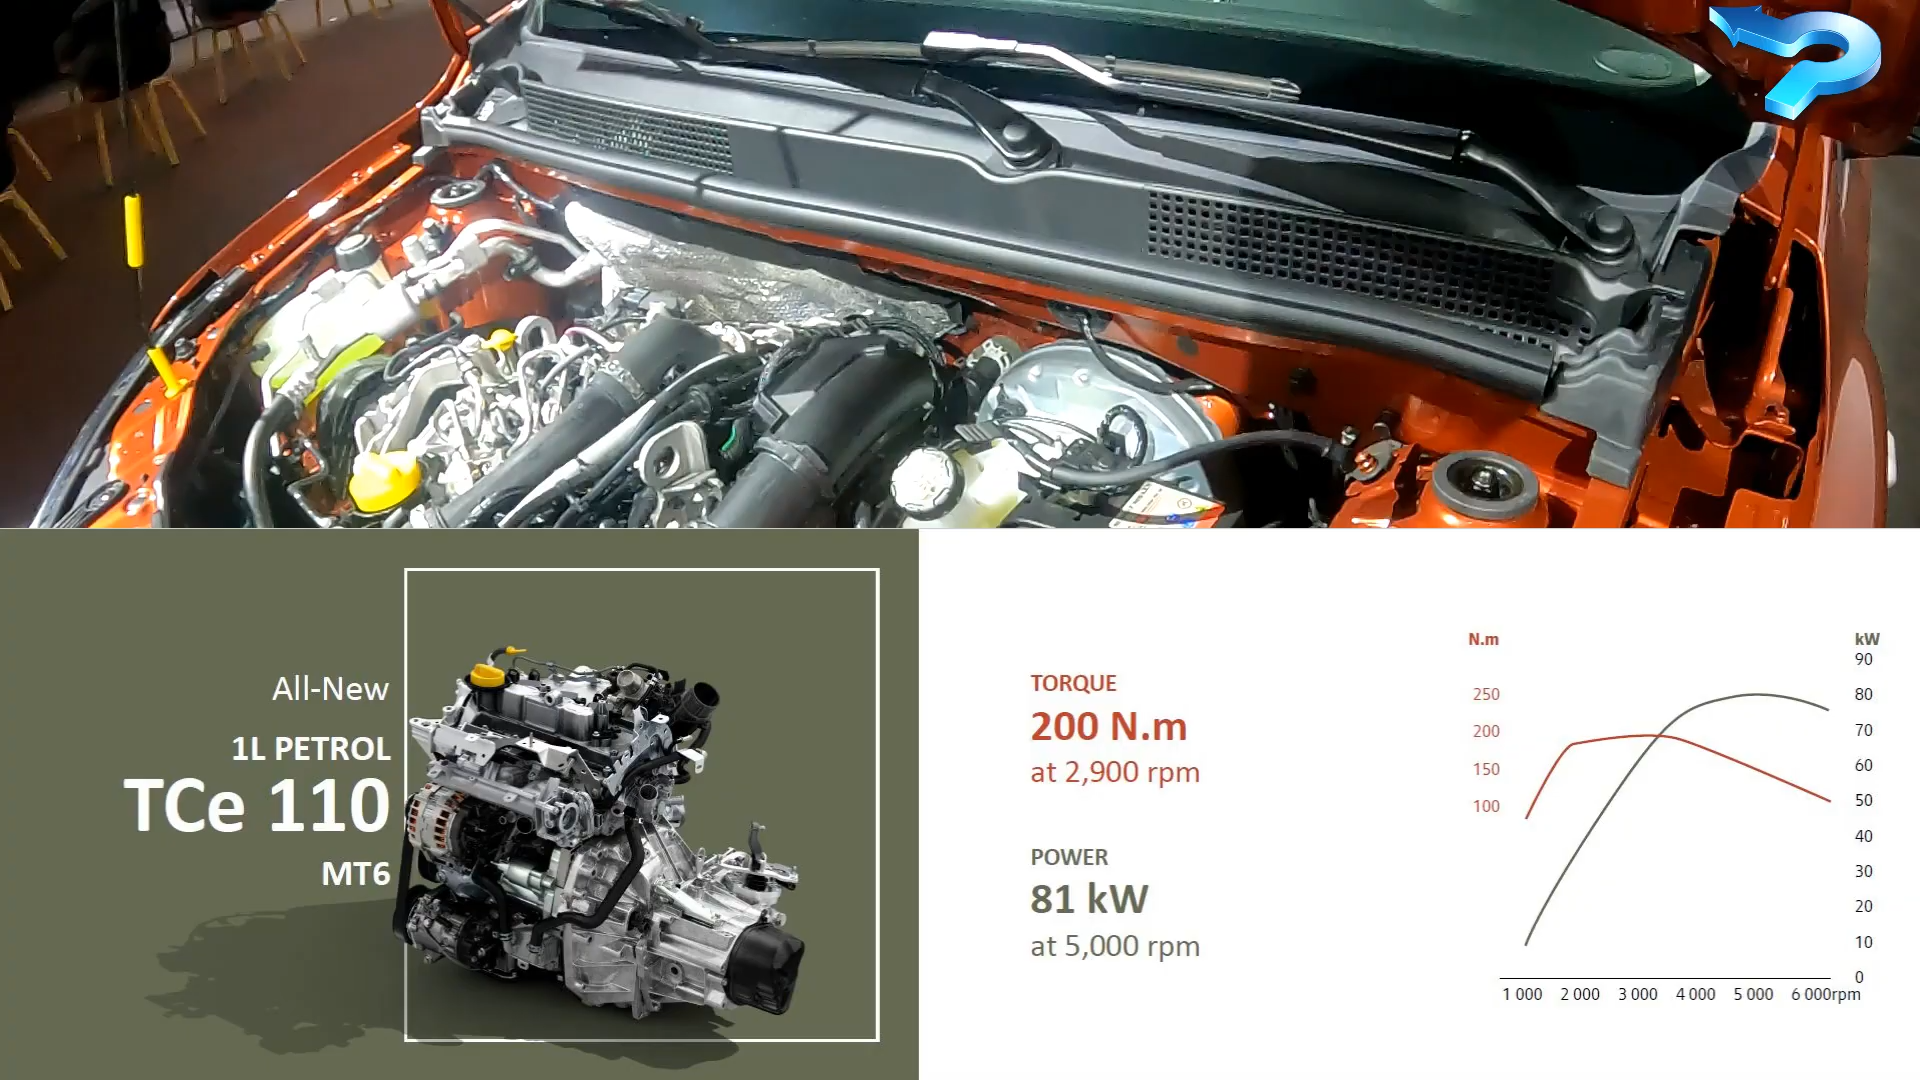 All-New
1L PETROL
TCe 110
MT6
TORQUE
200 N.m
at 2,900 rpm
POWER
81 kW
at 5,000 rpm
N.m
250
200
150
100
kW
90
80
70
60
50
40
30
20
10
0
1 000 2 000 3 000 4 000 5 000 6 000rpm